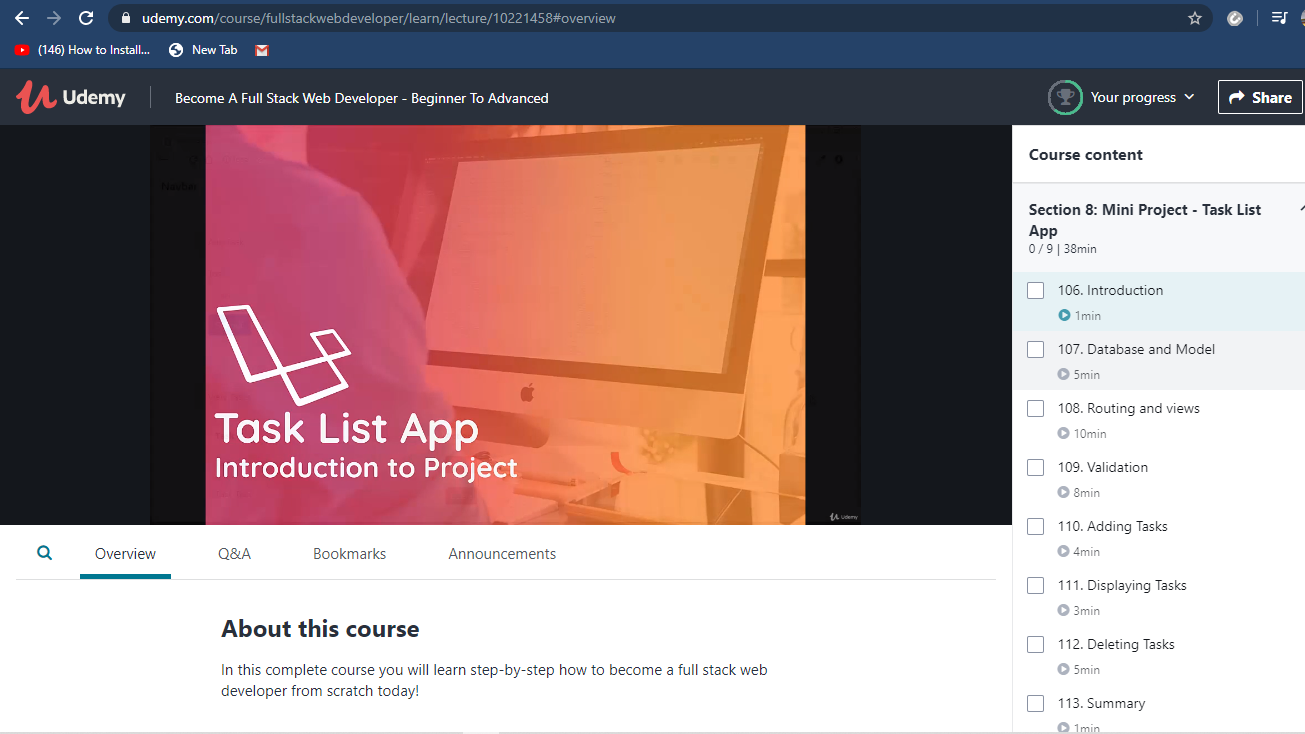 udemy.com/course/fullstackwebdeveloper/learn/lecture/10221458#overview
(146) How to Install...
New Tab
Udemy
Become A Full Stack Web Developer - Beginner To Advanced
Your progress
Share
Task List App
Introduction to Project
Udemy
Overview
Q&A
Bookmarks
Announcements
About this course
In this complete course you will learn step-by-step how to become a full stack web
developer from scratch today!
Course content
Section 8: Mini Project - Task List
App
0 / 9 | 38min
106. Introduction
1min
107. Database and Model
5min
108. Routing and views
10min
109. Validation
8min
110. Adding Tasks
4min
111. Displaying Tasks
3min
112. Deleting Tasks
5min
113. Summary
1min